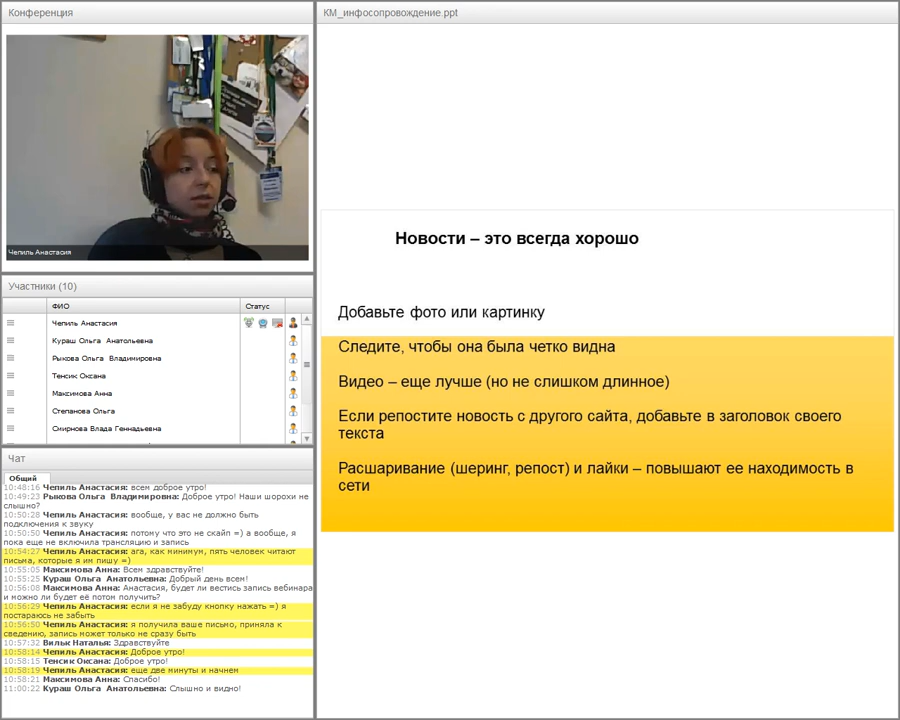 Конференция
Чепиль Анастасия
Участники (10)
ФИО
Статус
Чепиль Анастасия
Кураш Ольга Анатольевна
Рыкова Ольга Владимировна
Тенсик Оксана
Максимова Анна
Степанова Ольга
Смирнова Влада Геннадьевна
Чат
Общий
10:48:16 Чепиль Анастасия: всем доброе утро!
10:49:23 Рыкова Ольга Владимировна: Доброе утро! Наши шорохи не
слышно?
10:50:28 Чепиль Анастасия: вообще, у вас не должно быть
подключения к звуку
10:50:50 Чепиль Анастасия: потому что это не скайп =) а вообще, я
пока еще не включила трансляцию и запись
10:54:27 Чепиль Анастасия: ага, как минимум, пять человек читают
письма, которые я им пишу =)
10:55:05 Максимова Анна: Всем здравствуйте!
10:55:25 Кураш Ольга Анатольевна: Добрый день всем!
10:56:08 Максимова Анна: Анастасия, будет ли вестись запись вебинара
и можно ли будет её потом получить?
10:56:29 Чепиль Анастасия: если я не забуду кнопку нажать =) я
постараюсь не забыть
10:56:50 Чепиль Анастасия: я получила ваше письмо, приняла к
сведению, запись может только не сразу быть
10:57:32 Вильк Наталья: Здравствуйте
10:58:14 Чепиль Анастасия: Доброе утро!
10:58:15 Тенсик Оксана: Доброе утро!
10:58:19 Чепиль Анастасия: еще две минуты и начнем
10:58:21 Максимова Анна: Спасибо!
11:00:22 Кураш Ольга Анатольевна: Слышно и видно!
КМ_инфосопровождение.ppt
Новости – это всегда хорошо
Добавьте фото или картинку
Следите, чтобы она была четко видна
Видео – еще лучше (но не слишком длинное)
Если репостите новость с другого сайта, добавьте в заголовок своего
текста
Расшаривание (шеринг, репост) и лайки – повышают ее находимость в
сети